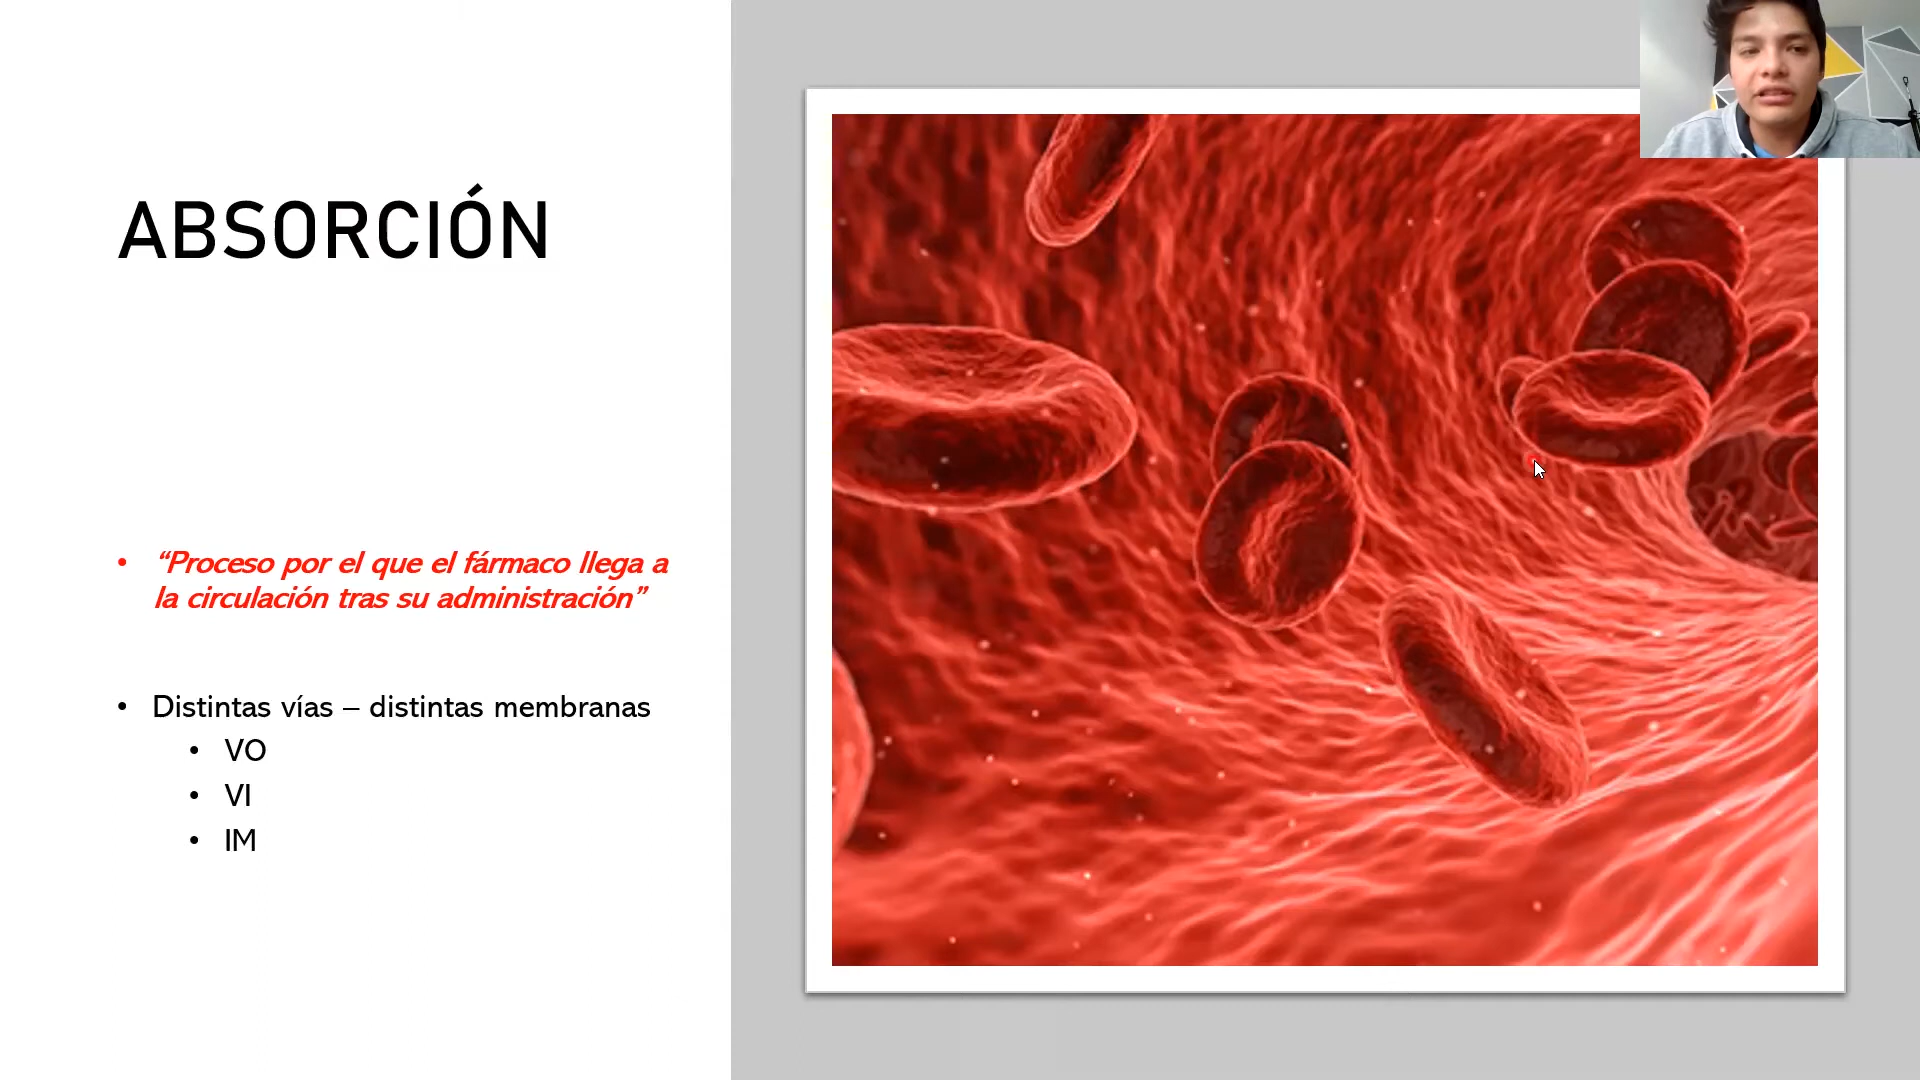 ABSORCIÓN
• “Proceso por el que el fármaco llega a
la circulación tras su administración”
• Distintas vías – distintas membranas
• VO
• VI
• IM